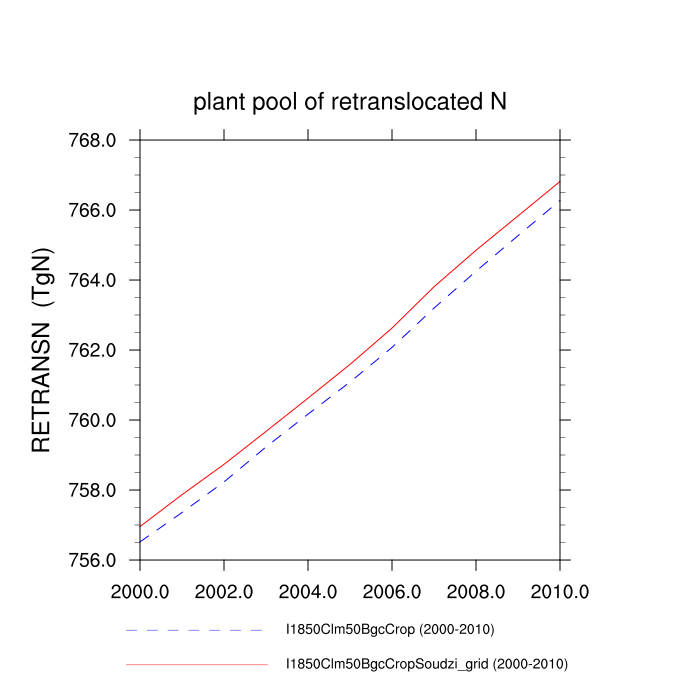 plant pool of retranslocated N
RETRANSN (TgN)
768.0
766.0
764.0
762.0
760.0
758.0
756.0
2000.0 2002.0 2004.0 2006.0 2008.0 2010.0
I1850Clm50BgcCrop (2000-2010)
I1850Clm50BgcCropSoudzi_grid (2000-2010)